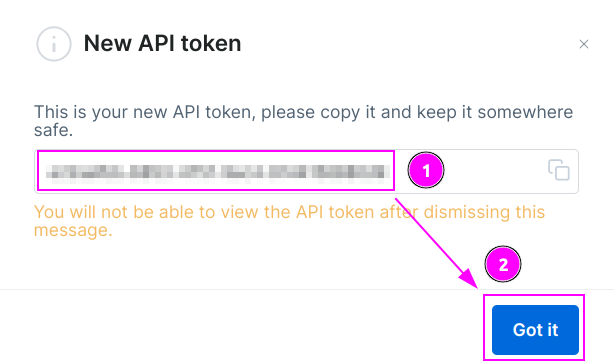 New API token
This is your new API token, please copy it and keep it somewhere
safe.
1
You will not be able to view the API token after dismissing this
message.
2
Got it